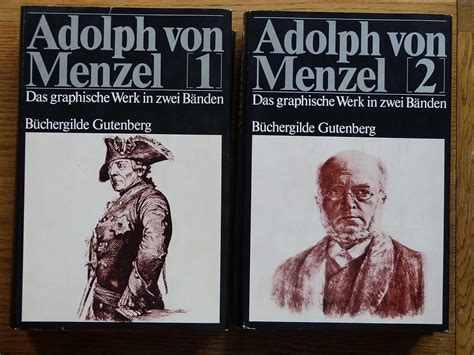 Adolph von
Menzel [1]
Das graphische Werk in zwei Bänden
Büchergilde Gutenberg
Adolph von
Menzel [2]
Das graphische Werk in zwei Bänden
Büchergilde Gutenberg